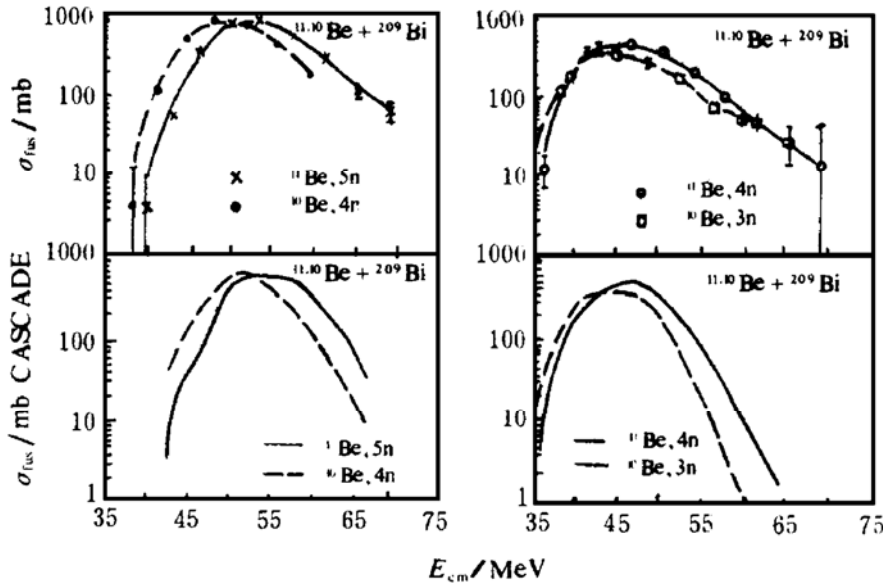 1000
100
10
σfus / mb
¹¹·¹⁰Be + ²⁰⁹Bi
¹¹Be, 5n
¹⁰Be, 4n
1000
100
10
¹¹·¹⁰Be + ²⁰⁹Bi
¹¹Be, 4n
¹⁰Be, 3n
1000
100
10
1
σfus / mb CASCADE
¹¹·¹⁰Be + ²⁰⁹Bi
Be, 5n
¹⁰Be, 4n
35 45 55 65 75
1000
100
10
1
¹¹·¹⁰Be + ²⁰⁹Bi
¹¹Be, 4n
¹⁰Be, 3n
35 45 55 65 75
Ecm/MeV